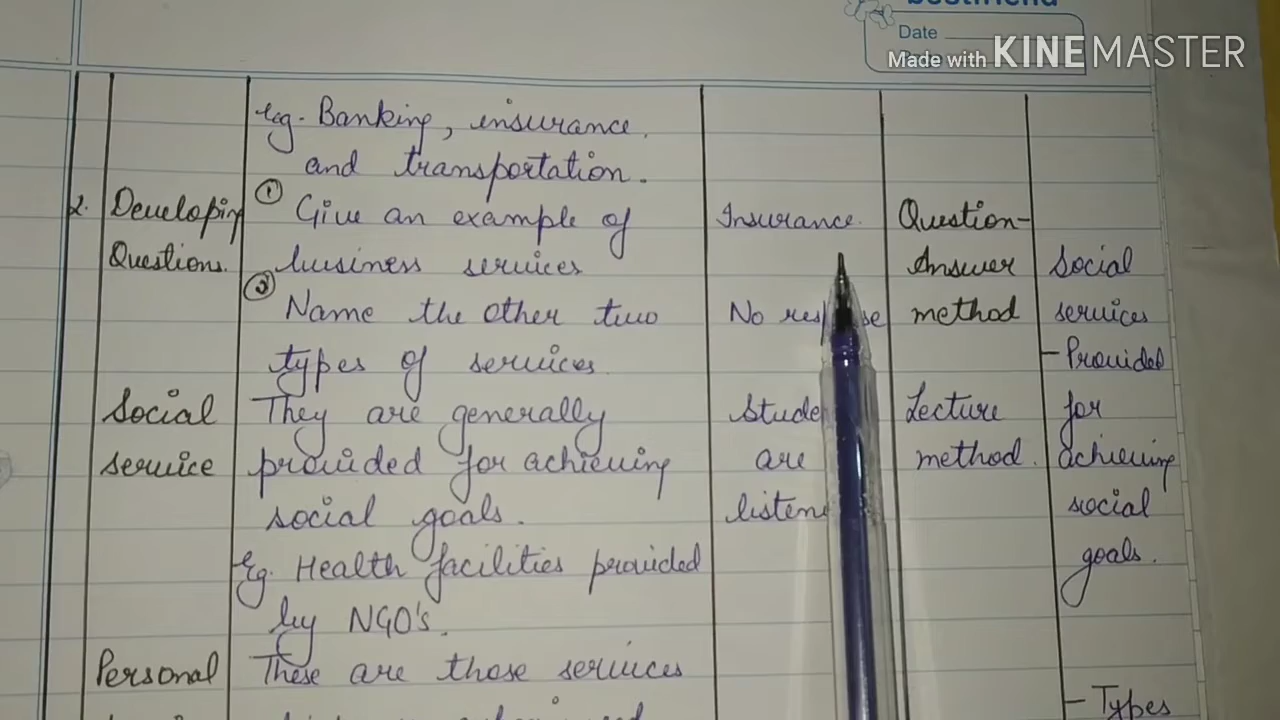 Date
Made with KINEMASTER
eg. Banking, insurance.
and transportation.
2. Developing ① Give an example of Insurance. Question-
Questions. business services Answer Social
② Name the other two No method services
types of services. - Provided
Social They are generally Lecture for
service provided for achieving are method. achieving
social goals. social
Eg. Health facilities provided goals.
by NGO's.
Personal These are those services
- Types